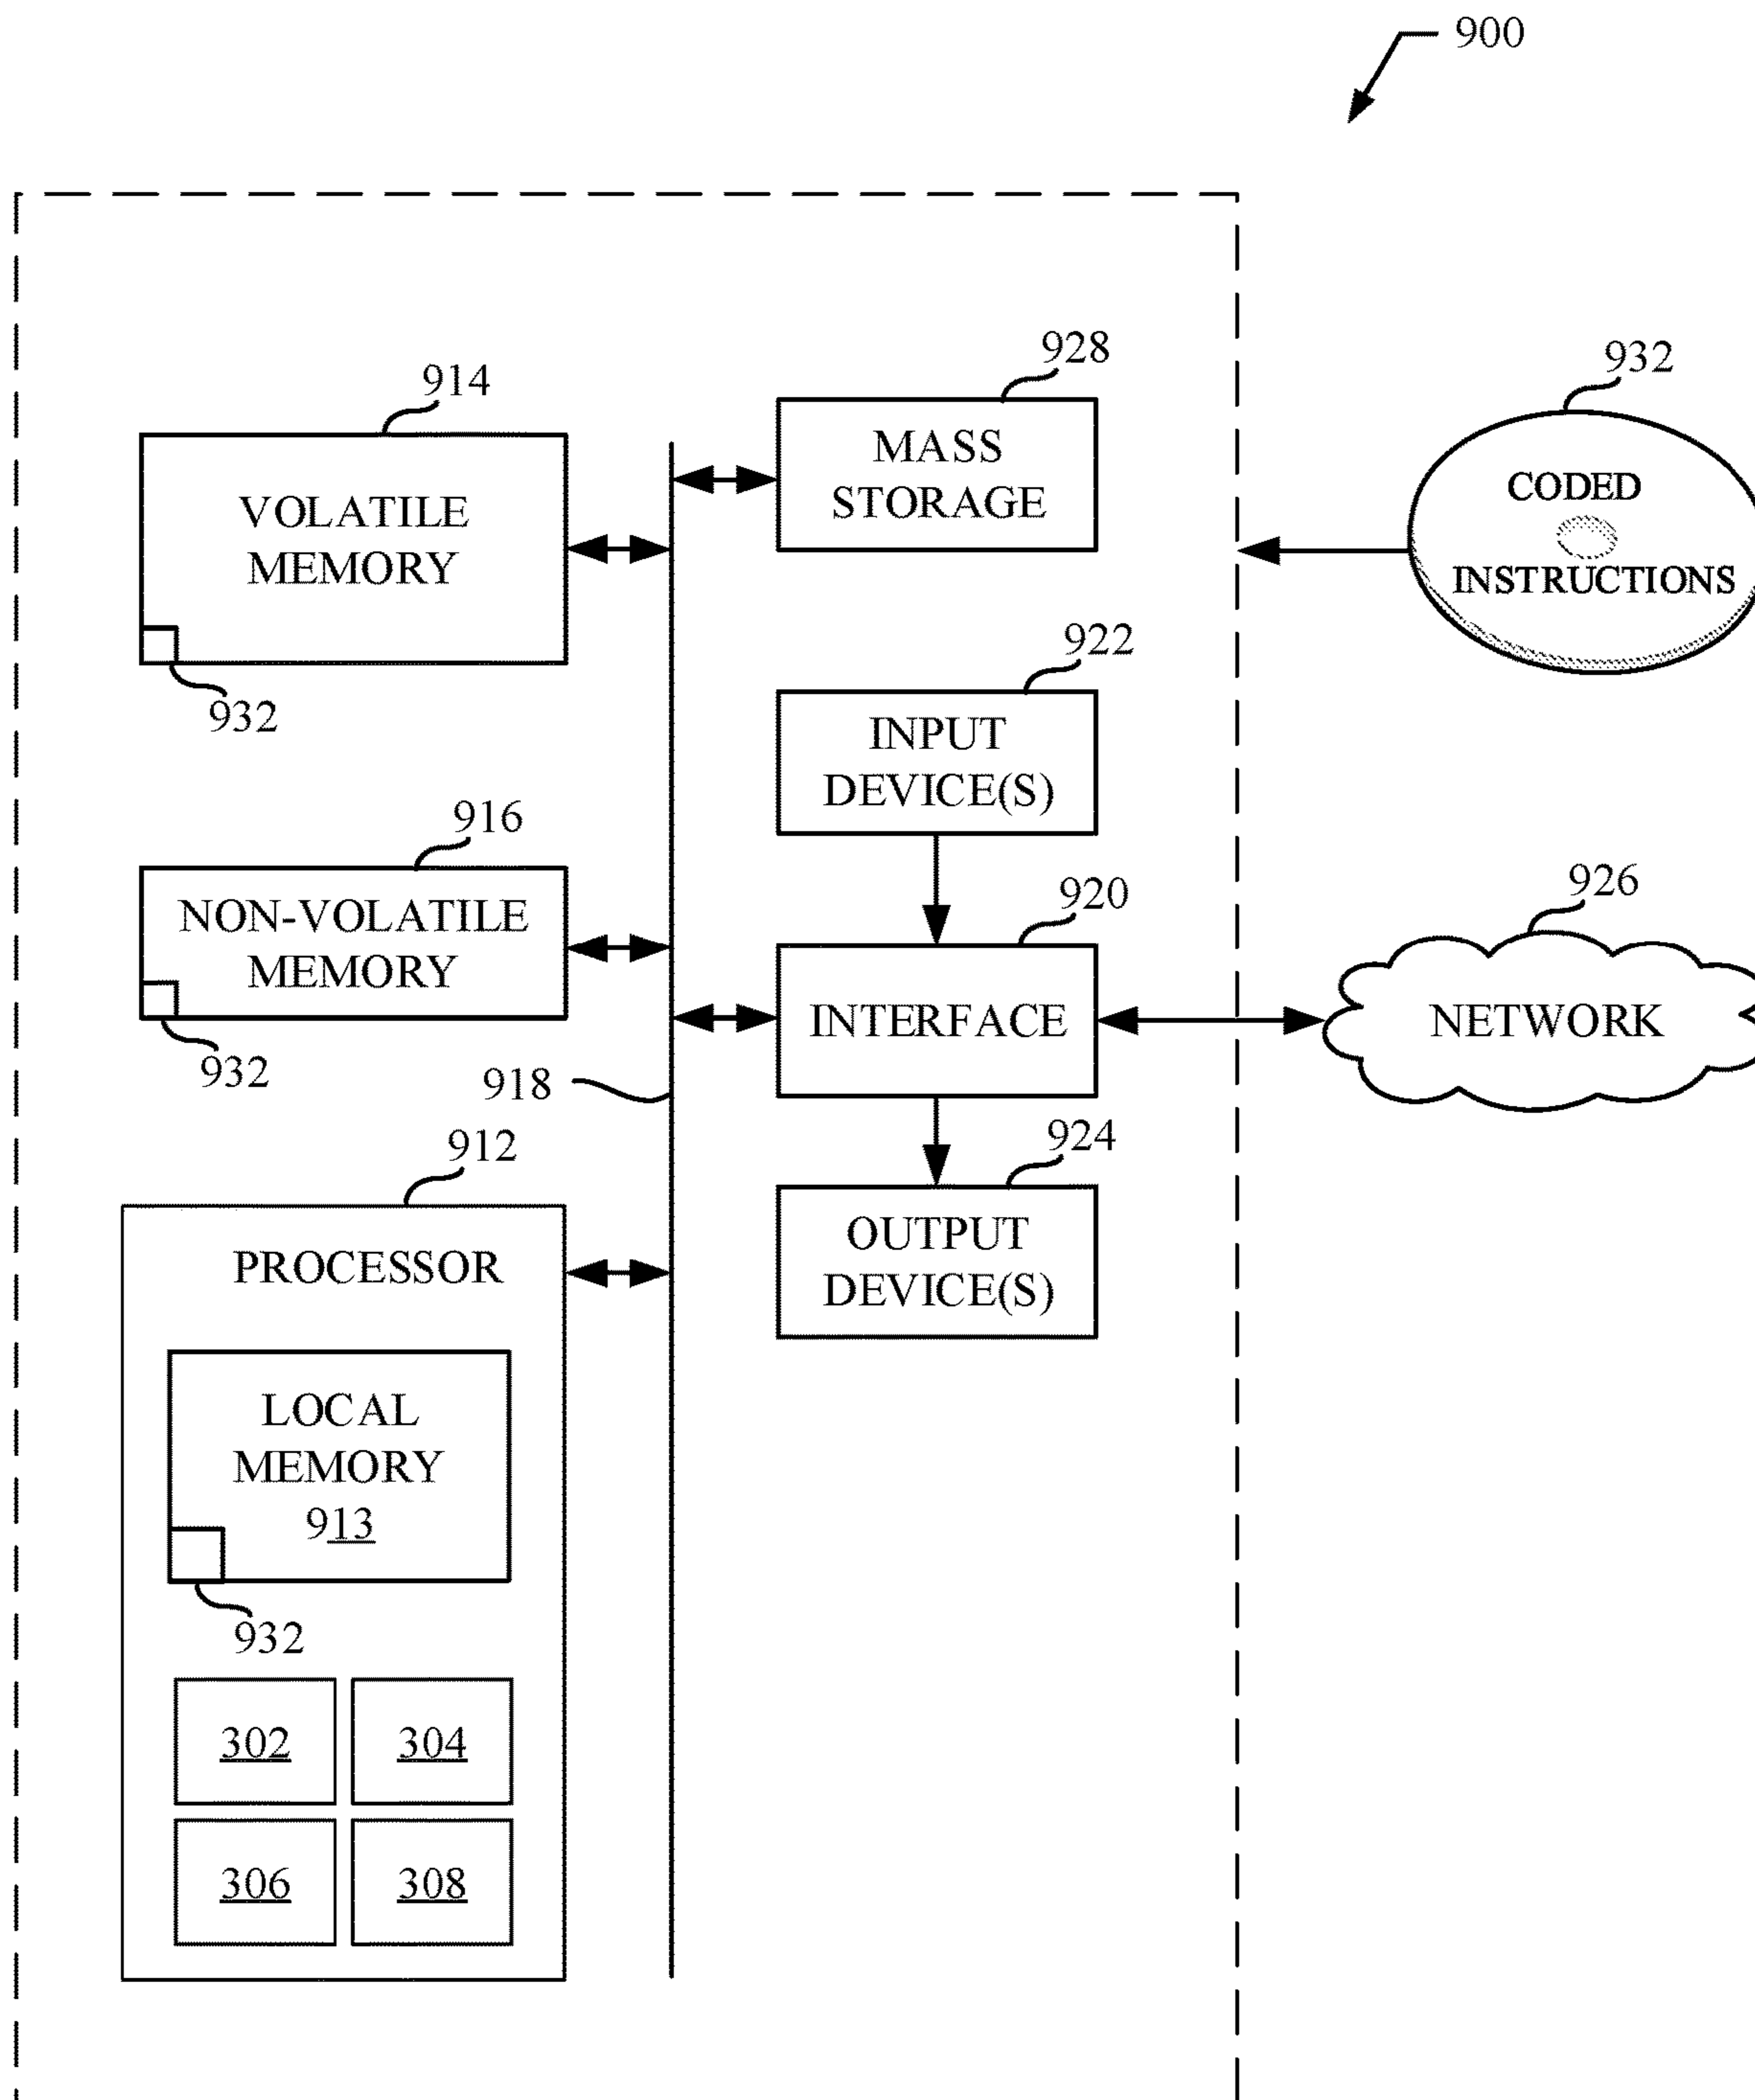 900
914
VOLATILE
MEMORY
932
916
NON-VOLATILE
MEMORY
932
918
912
PROCESSOR
LOCAL
MEMORY
913
932
302 304
306 308
928
MASS
STORAGE
922
INPUT
DEVICE(S)
920
INTERFACE
924
OUTPUT
DEVICE(S)
932
CODED
INSTRUCTIONS
926
NETWORK